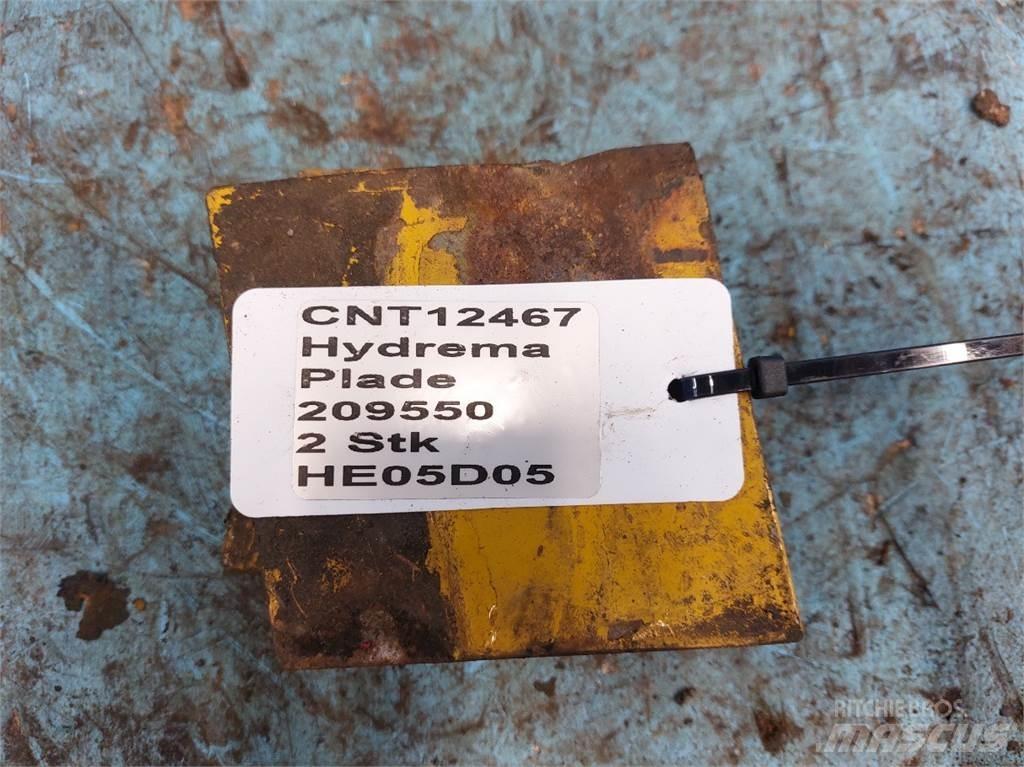 CNT12467
Hydrema
Plade
209550
2 Stk
HE05D05
RITCHIE BROS.
MASCUS